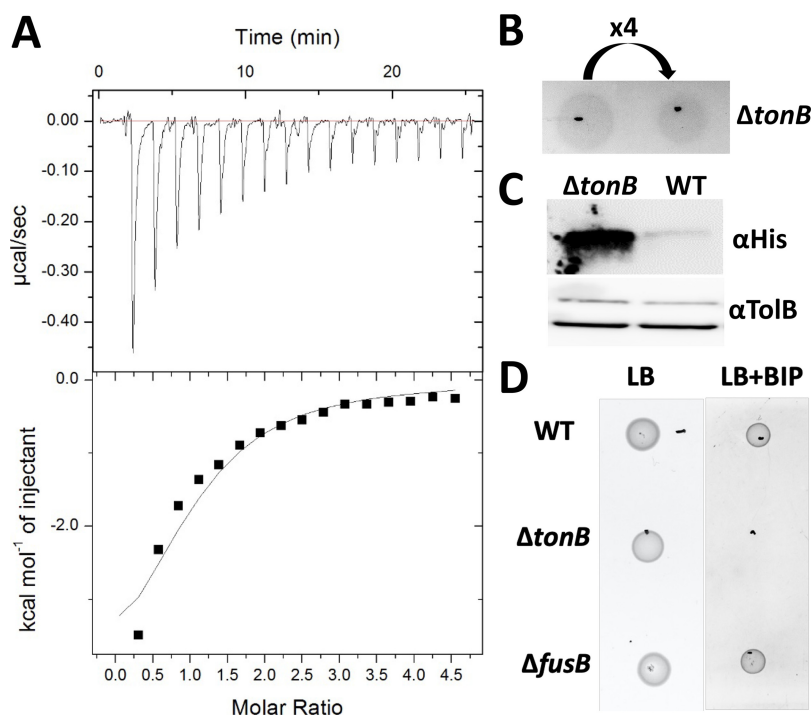 A
Time (min)
0 10 20
0.00
-0.10
-0.20
-0.30
-0.40
µcal/sec
0.0
-2.0
kcal mol⁻¹ of injectant
0.0 0.5 1.0 1.5 2.0 2.5 3.0 3.5 4.0 4.5
Molar Ratio
B
x4
ΔtonB
C
ΔtonB WT
αHis
αTolB
D
LB LB+BIP
WT
ΔtonB
ΔfusB